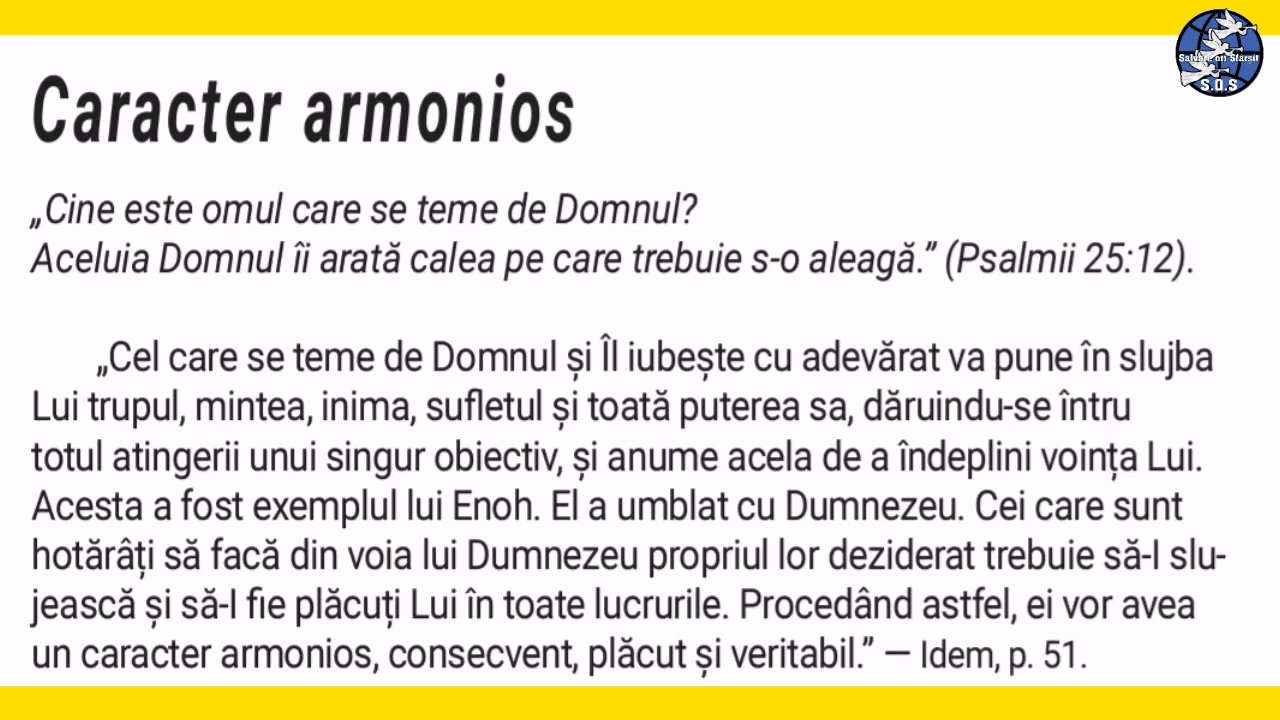 Salvare din Sfârșit
S.O.S
Caracter armonios
„Cine este omul care se teme de Domnul?
Aceluia Domnul îi arată calea pe care trebuie s-o aleagă.” (Psalmii 25:12).
„Cel care se teme de Domnul și Îl iubește cu adevărat va pune în slujba
Lui trupul, mintea, inima, sufletul și toată puterea sa, dăruindu-se întru
totul atingerii unui singur obiectiv, și anume acela de a îndeplini voința Lui.
Acesta a fost exemplul lui Enoh. El a umblat cu Dumnezeu. Cei care sunt
hotărâți să facă din voia lui Dumnezeu propriul lor deziderat trebuie să-I slu-
jească și să-I fie plăcuți Lui în toate lucrurile. Procedând astfel, ei vor avea
un caracter armonios, consecvent, plăcut și veritabil.” — Idem, p. 51.